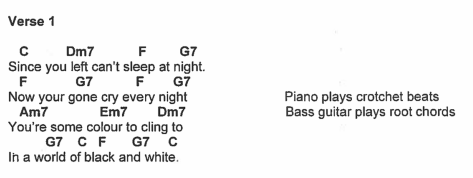 Verse 1
C Dm7 F G7
Since you left can't sleep at night.
F G7 F G7
Now your gone cry every night
Piano plays crotchet beats
Am7 Em7 Dm7
Bass guitar plays root chords
You're some colour to cling to
G7 C F G7 C
In a world of black and white.